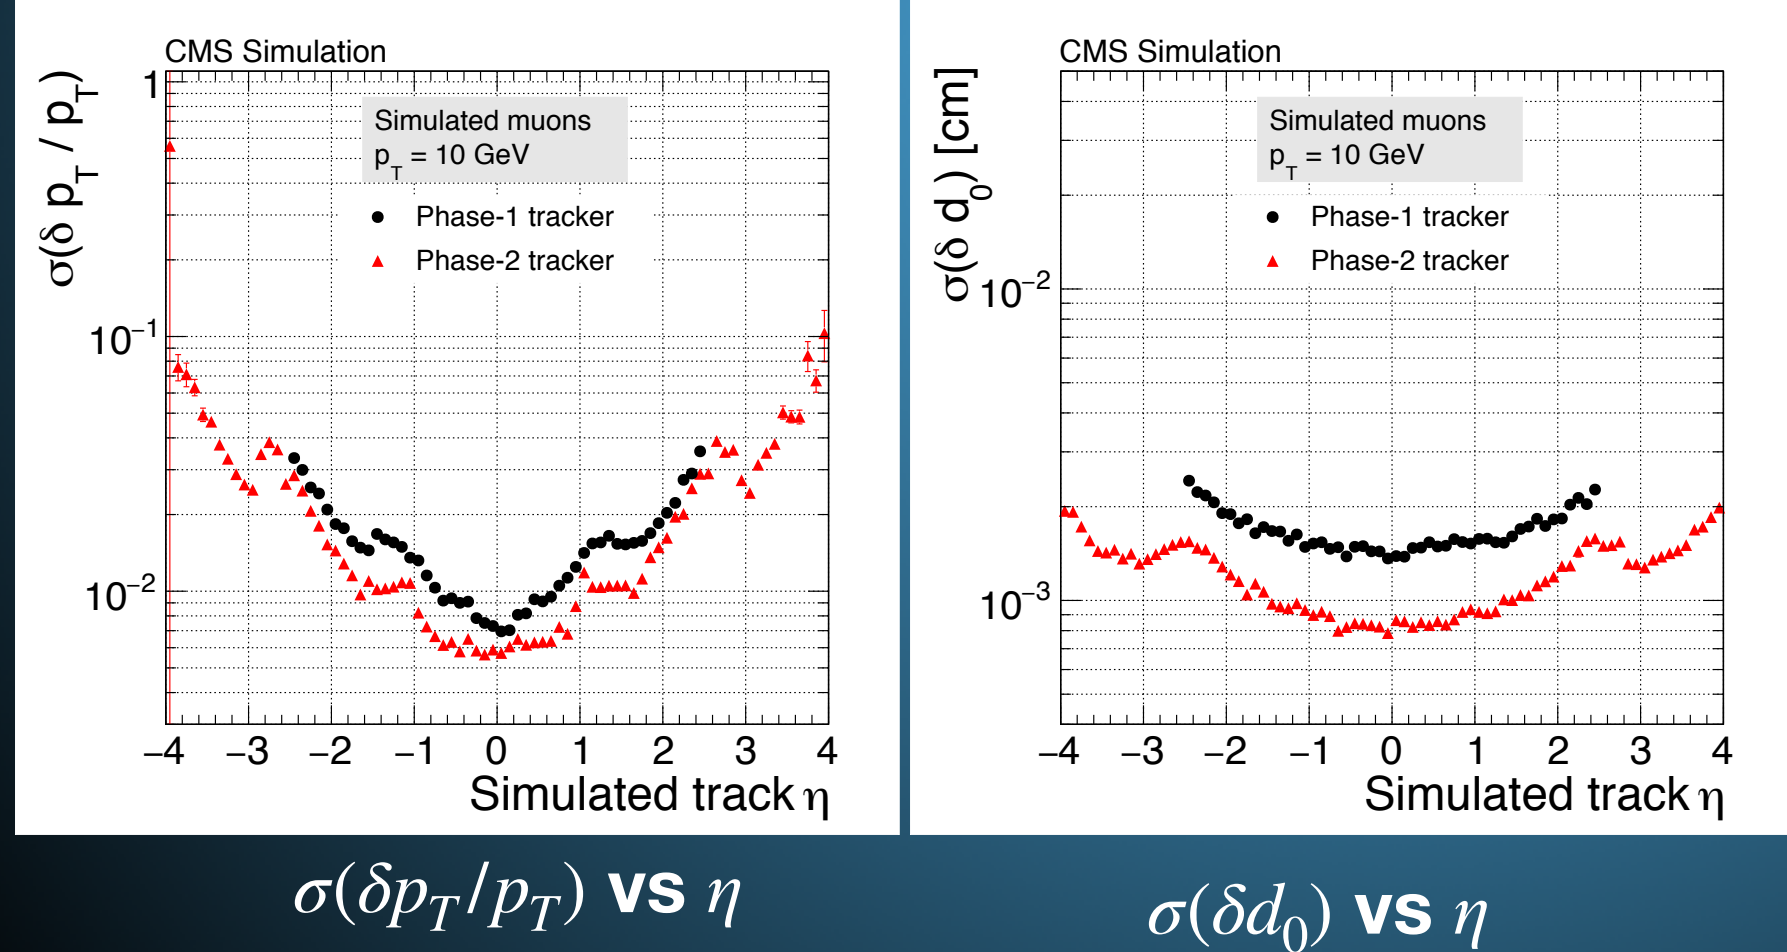 CMS Simulation
σ(δ p_T / p_T)
Simulated muons
p_T = 10 GeV
Phase-1 tracker
Phase-2 tracker
1
10⁻¹
10⁻²
−4 −3 −2 −1 0 1 2 3 4
Simulated track η
σ(δp_T/p_T) vs η
CMS Simulation
σ(δ d_0) [cm]
Simulated muons
p_T = 10 GeV
Phase-1 tracker
Phase-2 tracker
10⁻²
10⁻³
−4 −3 −2 −1 0 1 2 3 4
Simulated track η
σ(δd_0) vs η